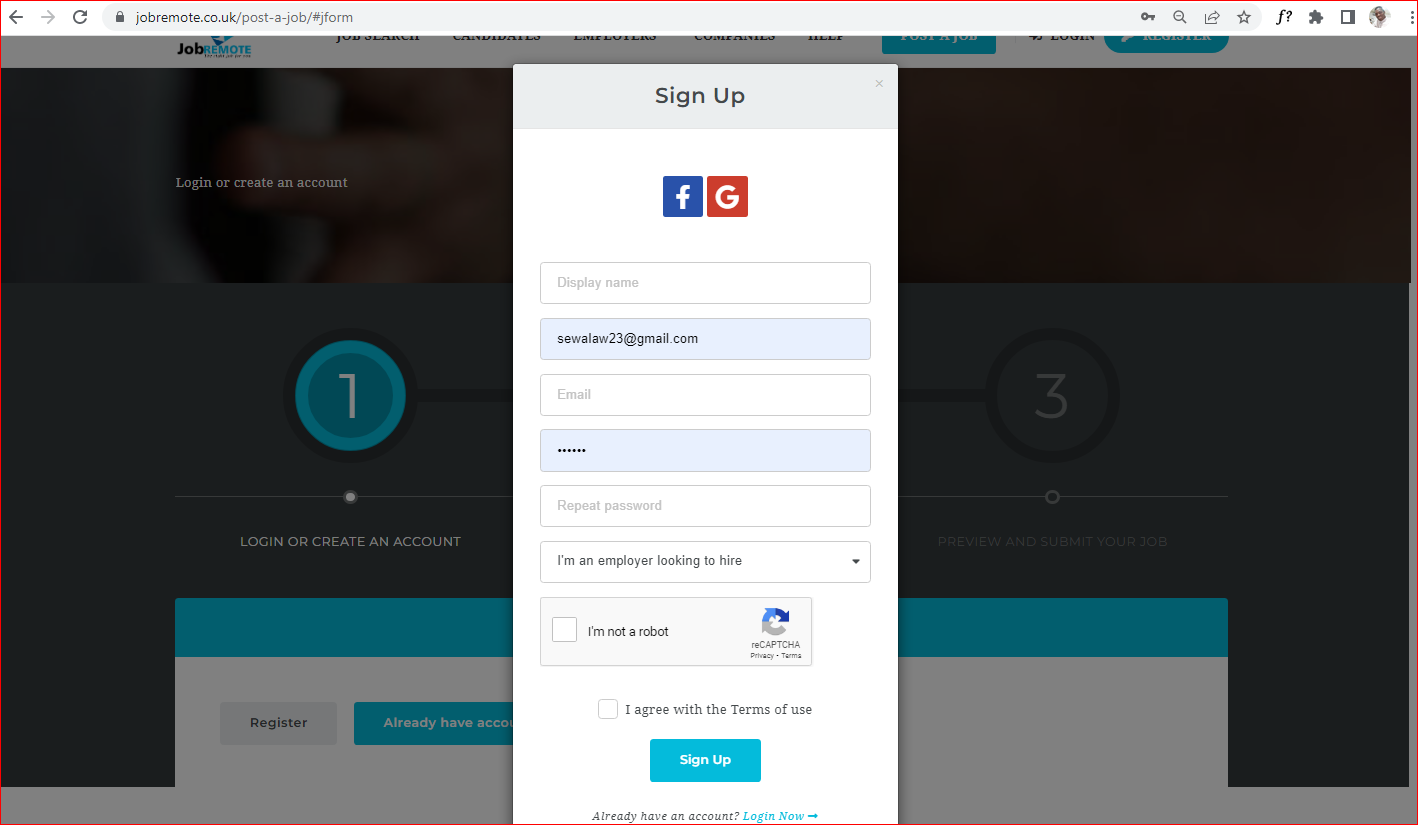 jobremote.co.uk/post-a-job/#jform
f?
JobREMOTE
JOB SEARCH CANDIDATES EMPLOYERS COMPANIES HELP POST A JOB LOGIN REGISTER
Sign Up
×
Login or create an account
f G
Display name
sewalaw23@gmail.com
1
3
Email
••••••
Repeat password
LOGIN OR CREATE AN ACCOUNT
PREVIEW AND SUBMIT YOUR JOB
I'm an employer looking to hire
I'm not a robot
reCAPTCHA
Privacy - Terms
I agree with the Terms of use
Register
Already have accou
Sign Up
Already have an account? Login Now